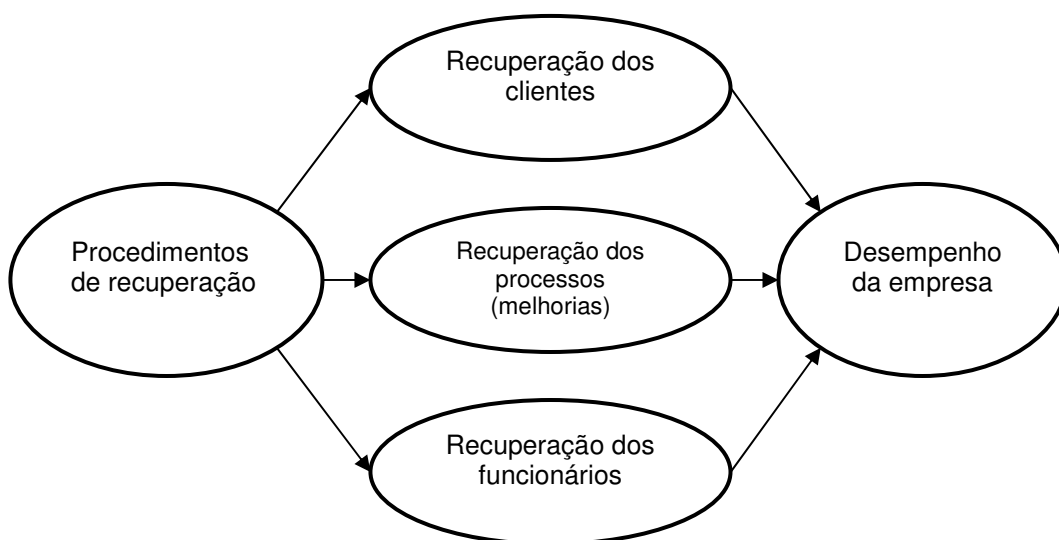 Recuperação dos
clientes
Procedimentos
de recuperação
Recuperação dos
processos
(melhorias)
Desempenho
da empresa
Recuperação dos
funcionários